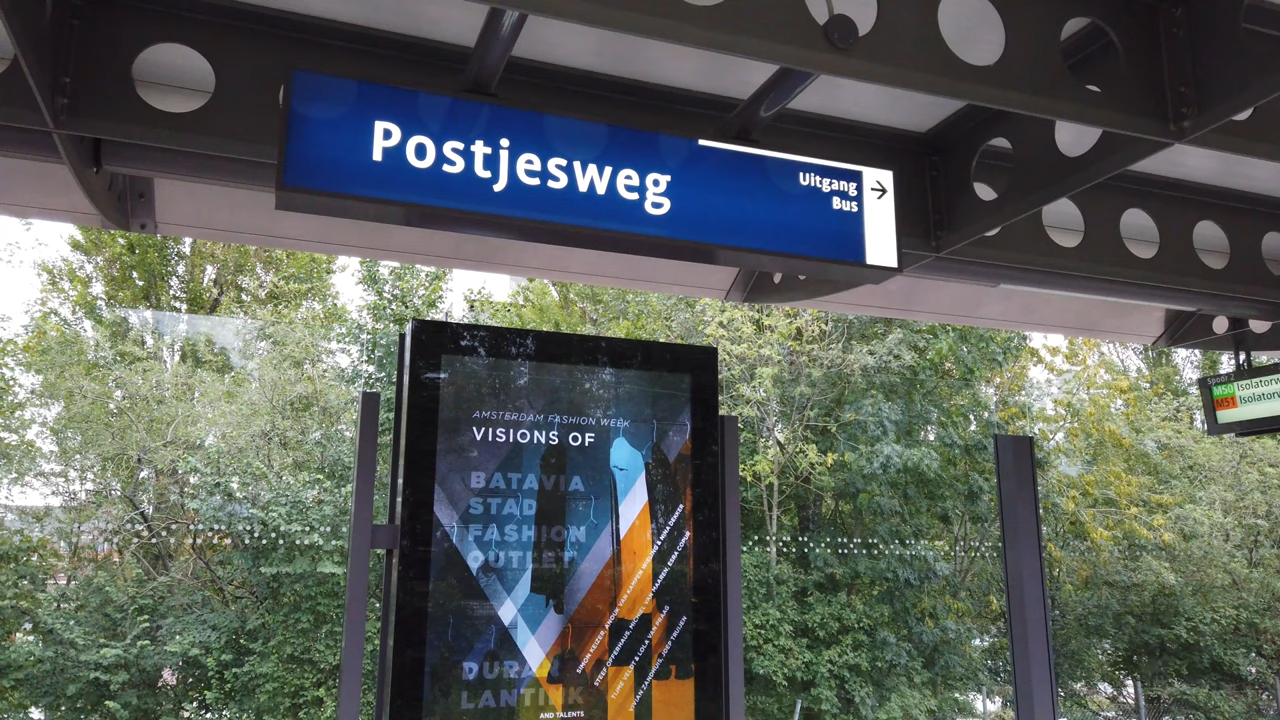 Postjesweg
Uitgang
Bus
Spoor 2
M50 Isolatorw
M51 Isolatorw
AMSTERDAM FASHION WEEK
VISIONS OF
BATAVIA
STAD
FASHION
OUTLET
DURAN
LANTINK
AND TALENTS